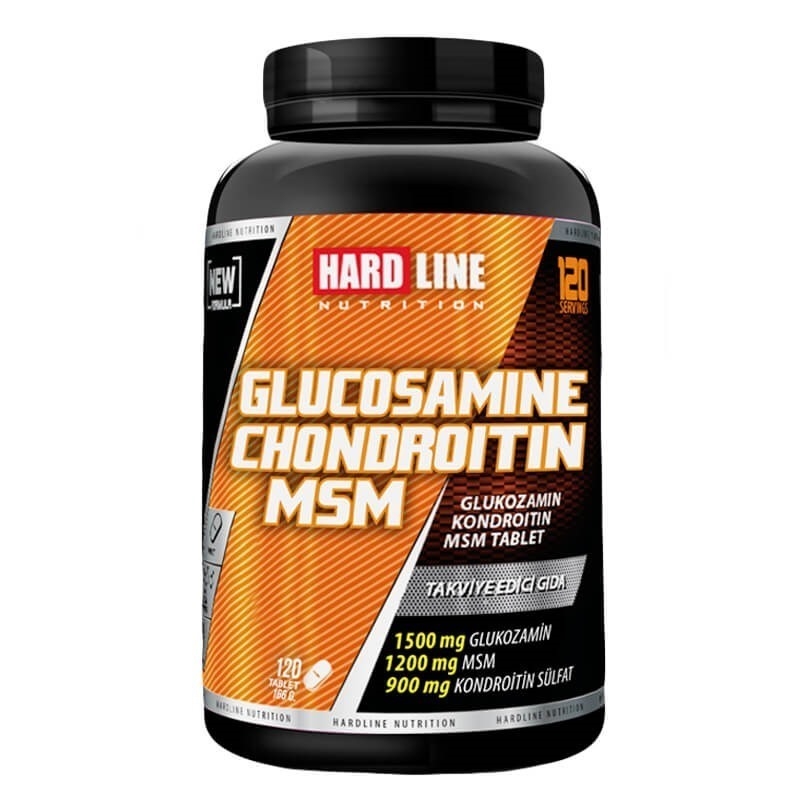 HARDLINE NUTRITION
NEW
FORMULA!
HARD LINE
NUTRITION
120
SERVINGS
GLUCOSAMINE
CHONDROITIN
MSM
GLUKOZAMIN
KONDROITIN
MSM TABLET
TAKVİYE EDİCİ GIDA
1500 mg GLUKOZAMİN
1200 mg MSM
900 mg KONDROİTİN SÜLFAT
120
TABLET
166 G.
HARDLINE NUTRITION
HARDLINE NUTRITION
HARDLINE NUTRITION